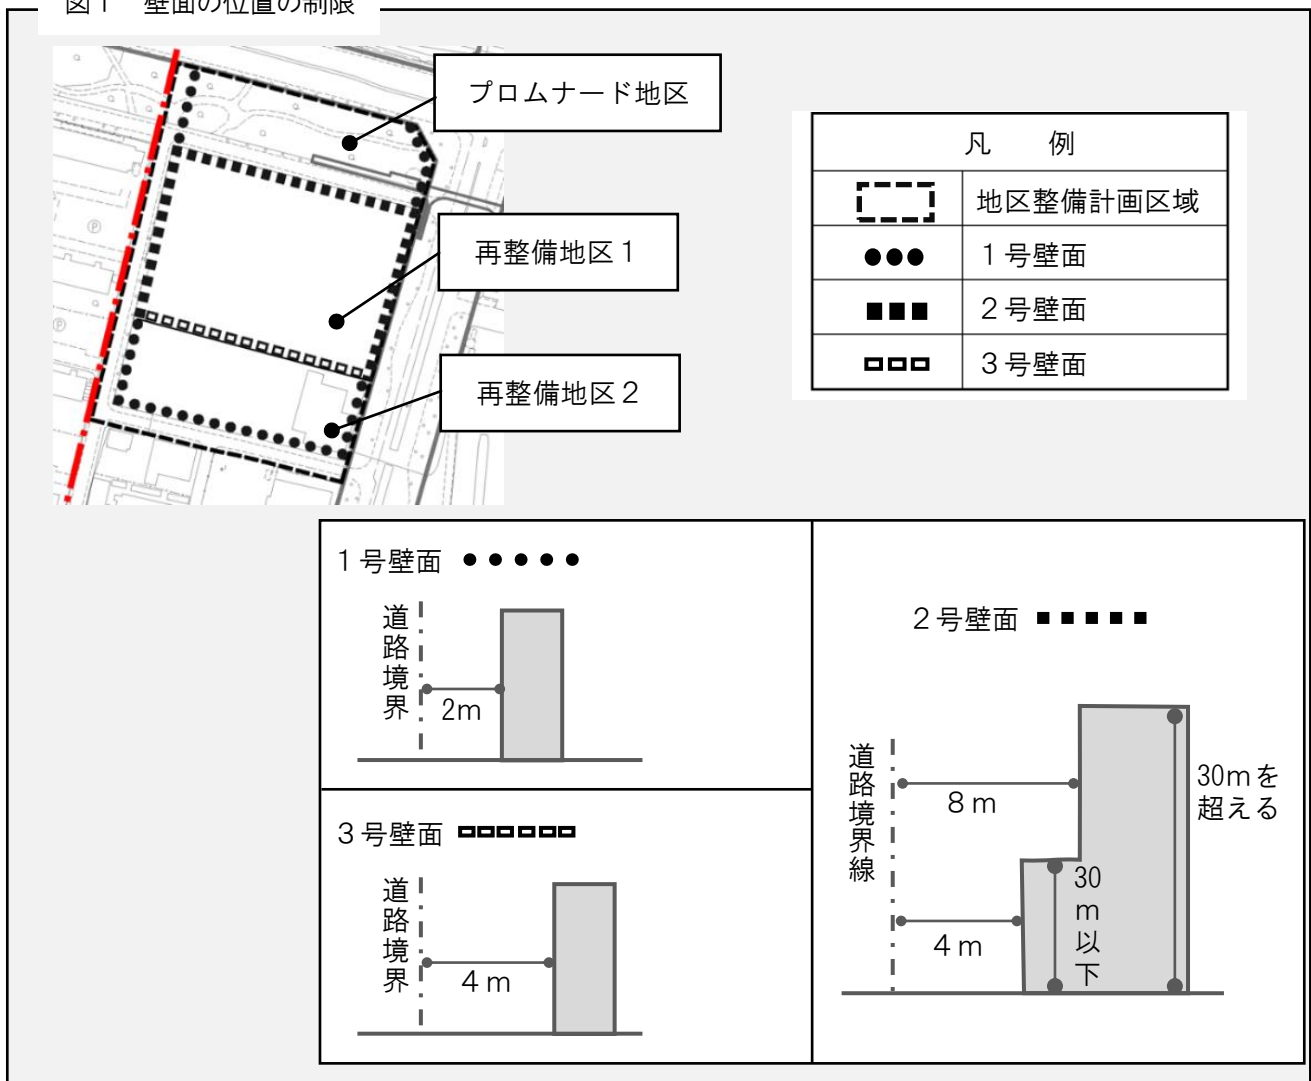 図1 壁面の位置の制限
プロムナード地区
再整備地区1
再整備地区2
凡 例
地区整備計画区域
1号壁面
2号壁面
3号壁面
1号壁面
道路境界
2m
3号壁面
道路境界
4m
2号壁面
道路境界線
8m
4m
30m以下
30mを
超える